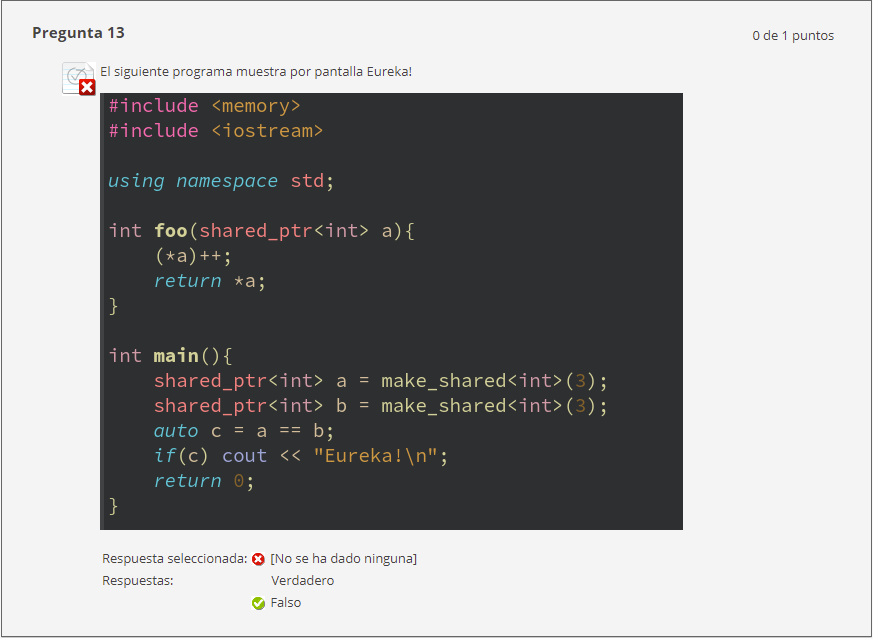 Pregunta 13
0 de 1 puntos
El siguiente programa muestra por pantalla Eureka!
#include <memory>
#include <iostream>
using namespace std;
int foo(shared_ptr<int> a){
(*a)++;
return *a;
}
int main(){
shared_ptr<int> a = make_shared<int>(3);
shared_ptr<int> b = make_shared<int>(3);
auto c = a == b;
if(c) cout << "Eureka!\n";
return 0;
}
Respuesta seleccionada: [No se ha dado ninguna]
Respuestas: Verdadero
Falso